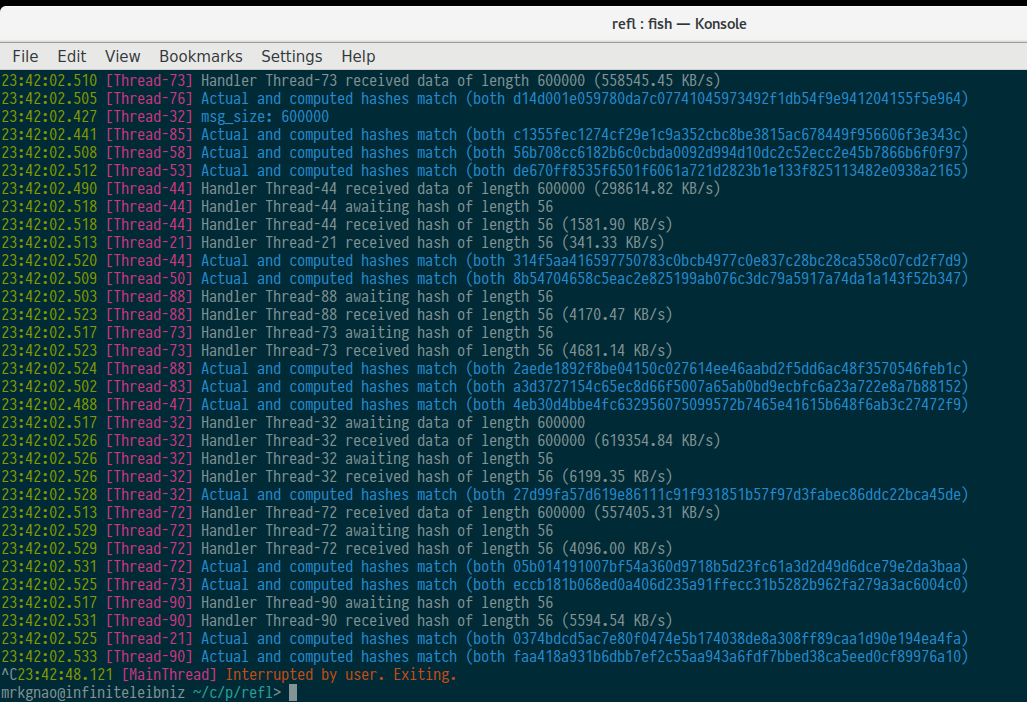 refl : fish — Konsole
File Edit View Bookmarks Settings Help
23:42:02.510 [Thread-73] Handler Thread-73 received data of length 600000 (558545.45 KB/s)
23:42:02.505 [Thread-76] Actual and computed hashes match (both d14d001e059780da7c07741045973492f1db54f9e941204155f5e964)
23:42:02.427 [Thread-32] msg_size: 600000
23:42:02.441 [Thread-85] Actual and computed hashes match (both c1355fec1274cf29e1c9a352cbc8be3815ac678449f956606f3e343c)
23:42:02.508 [Thread-58] Actual and computed hashes match (both 56b708cc6182b6c0cbda0092d994d10dc2c52ecc2e45b7866b6f0f97)
23:42:02.512 [Thread-53] Actual and computed hashes match (both de670ff8535f6501f6061a721d2823b1e133f825113482e0938a2165)
23:42:02.490 [Thread-44] Handler Thread-44 received data of length 600000 (298614.82 KB/s)
23:42:02.518 [Thread-44] Handler Thread-44 awaiting hash of length 56
23:42:02.518 [Thread-44] Handler Thread-44 received hash of length 56 (1581.90 KB/s)
23:42:02.513 [Thread-21] Handler Thread-21 received hash of length 56 (341.33 KB/s)
23:42:02.520 [Thread-44] Actual and computed hashes match (both 314f5aa416597750783c0bcb4977c0e837c28bc28ca558c07cd2f7d9)
23:42:02.509 [Thread-50] Actual and computed hashes match (both 8b54704658c5eac2e825199ab076c3dc79a5917a74da1a143f52b347)
23:42:02.503 [Thread-88] Handler Thread-88 awaiting hash of length 56
23:42:02.523 [Thread-88] Handler Thread-88 received hash of length 56 (4170.47 KB/s)
23:42:02.517 [Thread-73] Handler Thread-73 awaiting hash of length 56
23:42:02.523 [Thread-73] Handler Thread-73 received hash of length 56 (4681.14 KB/s)
23:42:02.524 [Thread-88] Actual and computed hashes match (both 2aede1892f8be04150c027614ee46aabd2f5dd6ac48f3570546feb1c)
23:42:02.502 [Thread-83] Actual and computed hashes match (both a3d3727154c65ec8d66f5007a65ab0bd9ecbfc6a23a722e8a7b88152)
23:42:02.488 [Thread-47] Actual and computed hashes match (both 4eb30d4bbe4fc632956075099572b7465e41615b648f6ab3c27472f9)
23:42:02.517 [Thread-32] Handler Thread-32 awaiting data of length 600000
23:42:02.526 [Thread-32] Handler Thread-32 received data of length 600000 (619354.84 KB/s)
23:42:02.526 [Thread-32] Handler Thread-32 awaiting hash of length 56
23:42:02.526 [Thread-32] Handler Thread-32 received hash of length 56 (6199.35 KB/s)
23:42:02.528 [Thread-32] Actual and computed hashes match (both 27d99fa57d619e86111c91f931851b57f97d3fabec86ddc22bca45de)
23:42:02.513 [Thread-72] Handler Thread-72 received data of length 600000 (557405.31 KB/s)
23:42:02.529 [Thread-72] Handler Thread-72 awaiting hash of length 56
23:42:02.529 [Thread-72] Handler Thread-72 received hash of length 56 (4096.00 KB/s)
23:42:02.531 [Thread-72] Actual and computed hashes match (both 05b014191007bf54a360d9718b5d23fc61a3d2d49d6dce79e2da3baa)
23:42:02.525 [Thread-73] Actual and computed hashes match (both eccb181b068ed0a406d235a91ffecc31b5282b962fa279a3ac6004c0)
23:42:02.517 [Thread-90] Handler Thread-90 awaiting hash of length 56
23:42:02.531 [Thread-90] Handler Thread-90 received hash of length 56 (5594.54 KB/s)
23:42:02.525 [Thread-21] Actual and computed hashes match (both 0374bdcd5ac7e80f0474e5b174038de8a308ff89caa1d90e194ea4fa)
23:42:02.533 [Thread-90] Actual and computed hashes match (both faa418a931b6dbb7ef2c55aa943a6fdf7bbed38ca5eed0cf89976a10)
^C23:42:48.121 [MainThread] Interrupted by user. Exiting.
mrkgnao@infiniteleibniz ~/c/p/refl>